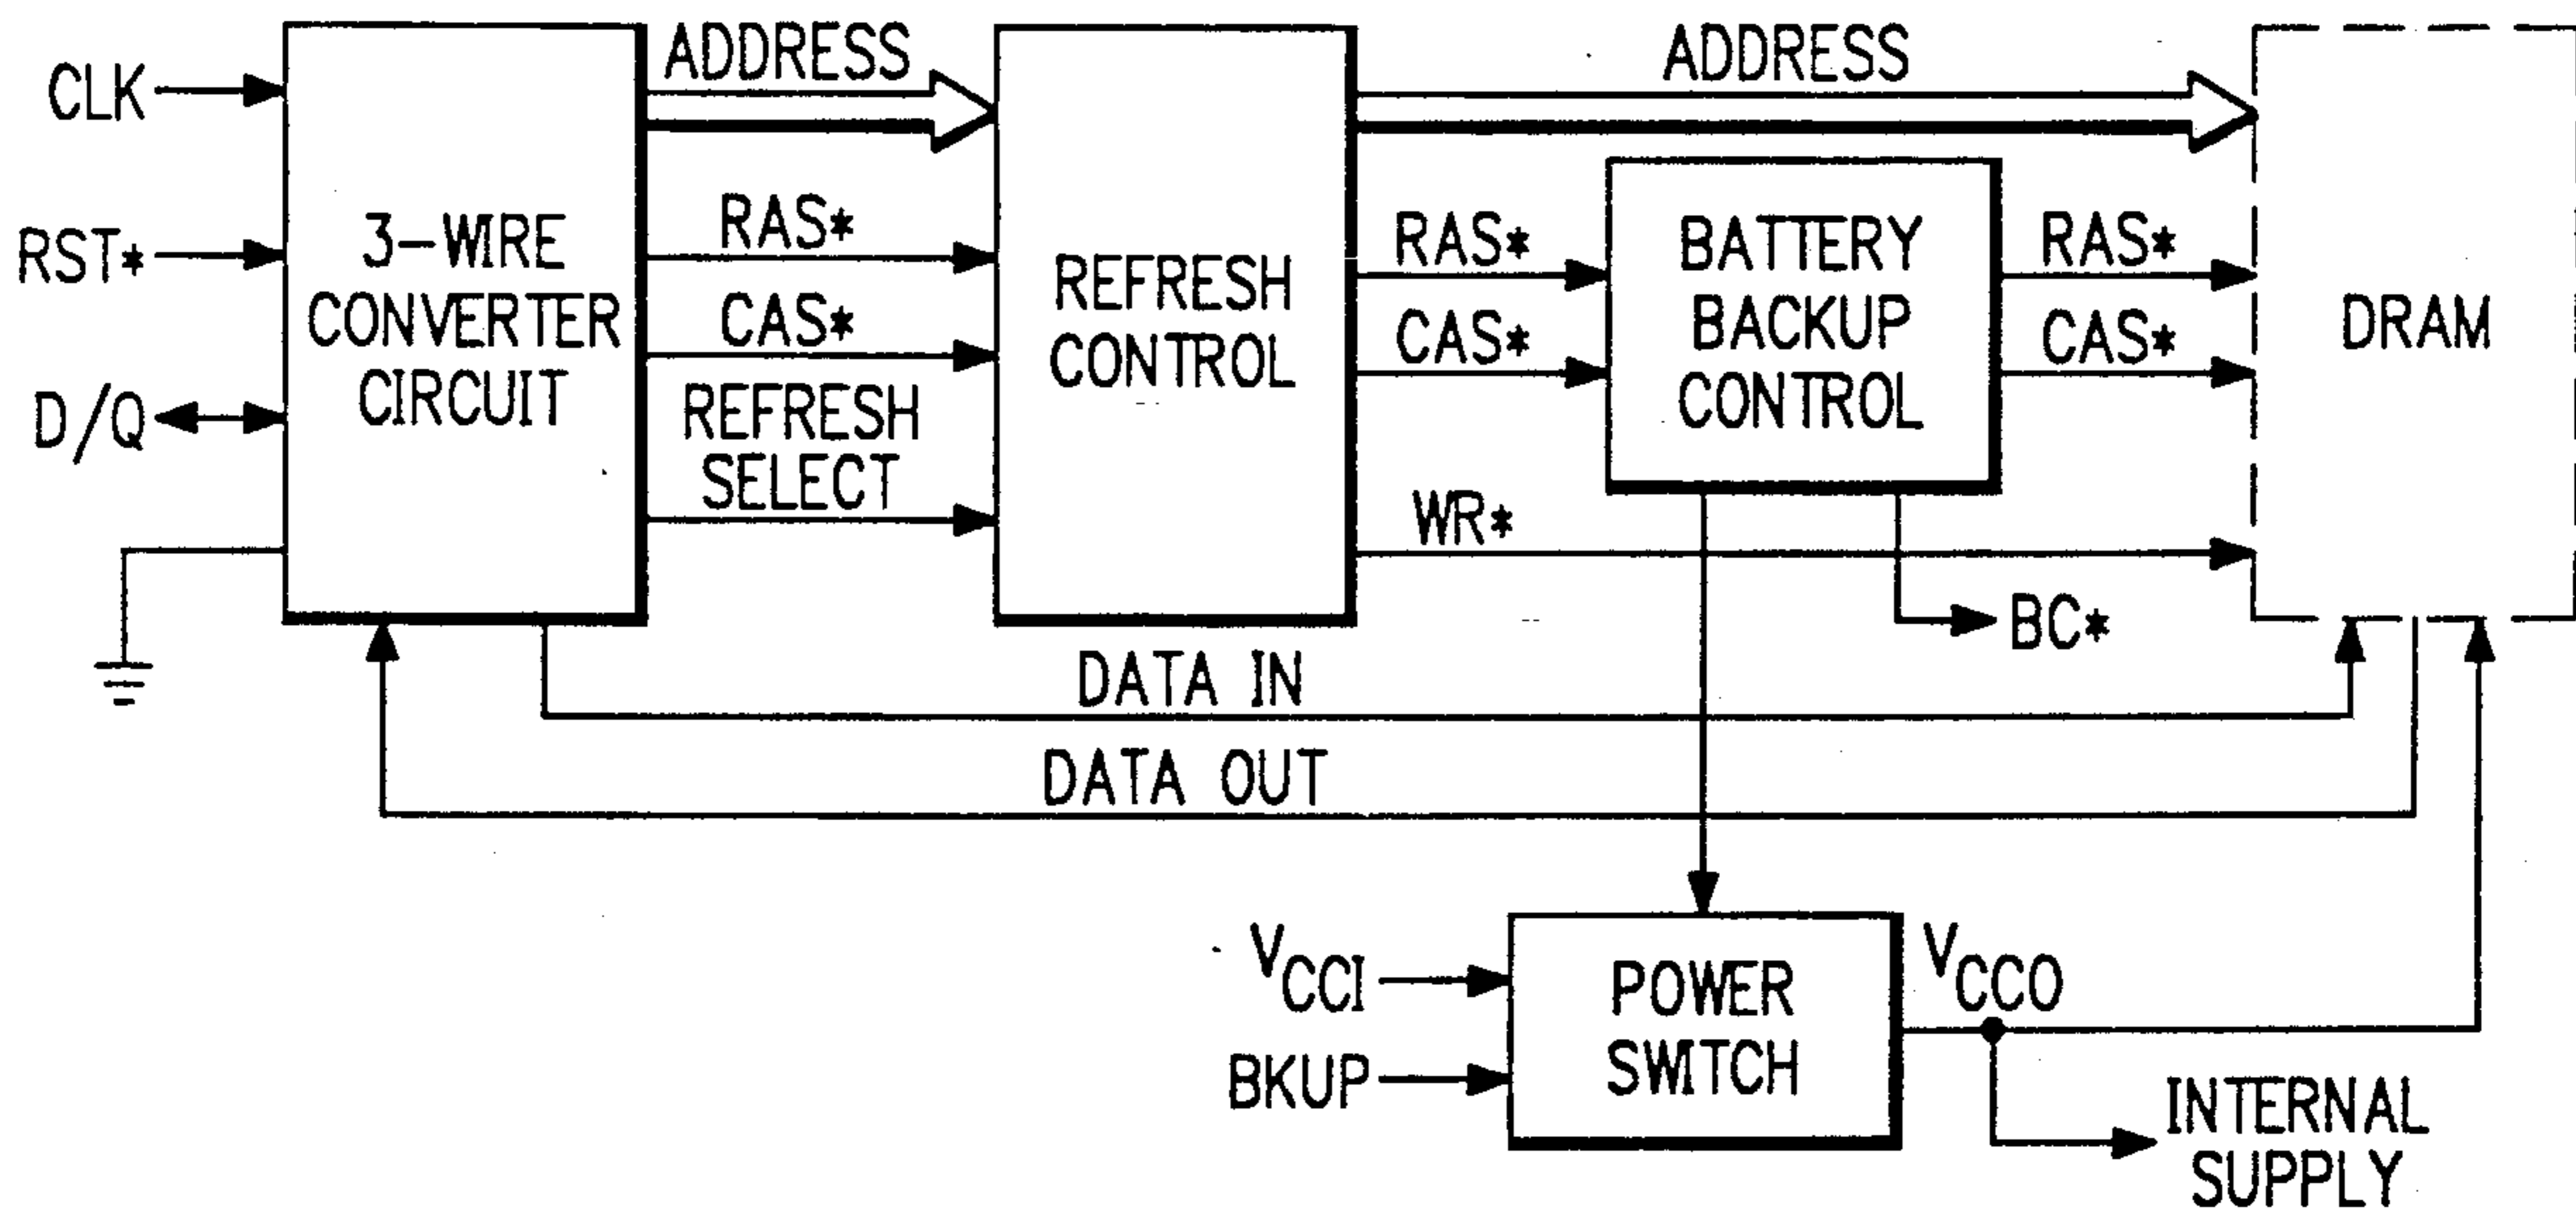 CLK
RST*
D/Q
3-WIRE
CONVERTER
CIRCUIT
ADDRESS
RAS*
CAS*
REFRESH
SELECT
REFRESH
CONTROL
ADDRESS
RAS*
CAS*
WR*
BATTERY
BACKUP
CONTROL
RAS*
CAS*
BC*
DRAM
DATA IN
DATA OUT
VCCI
BKUP
POWER
SWITCH
VCCO
INTERNAL
SUPPLY